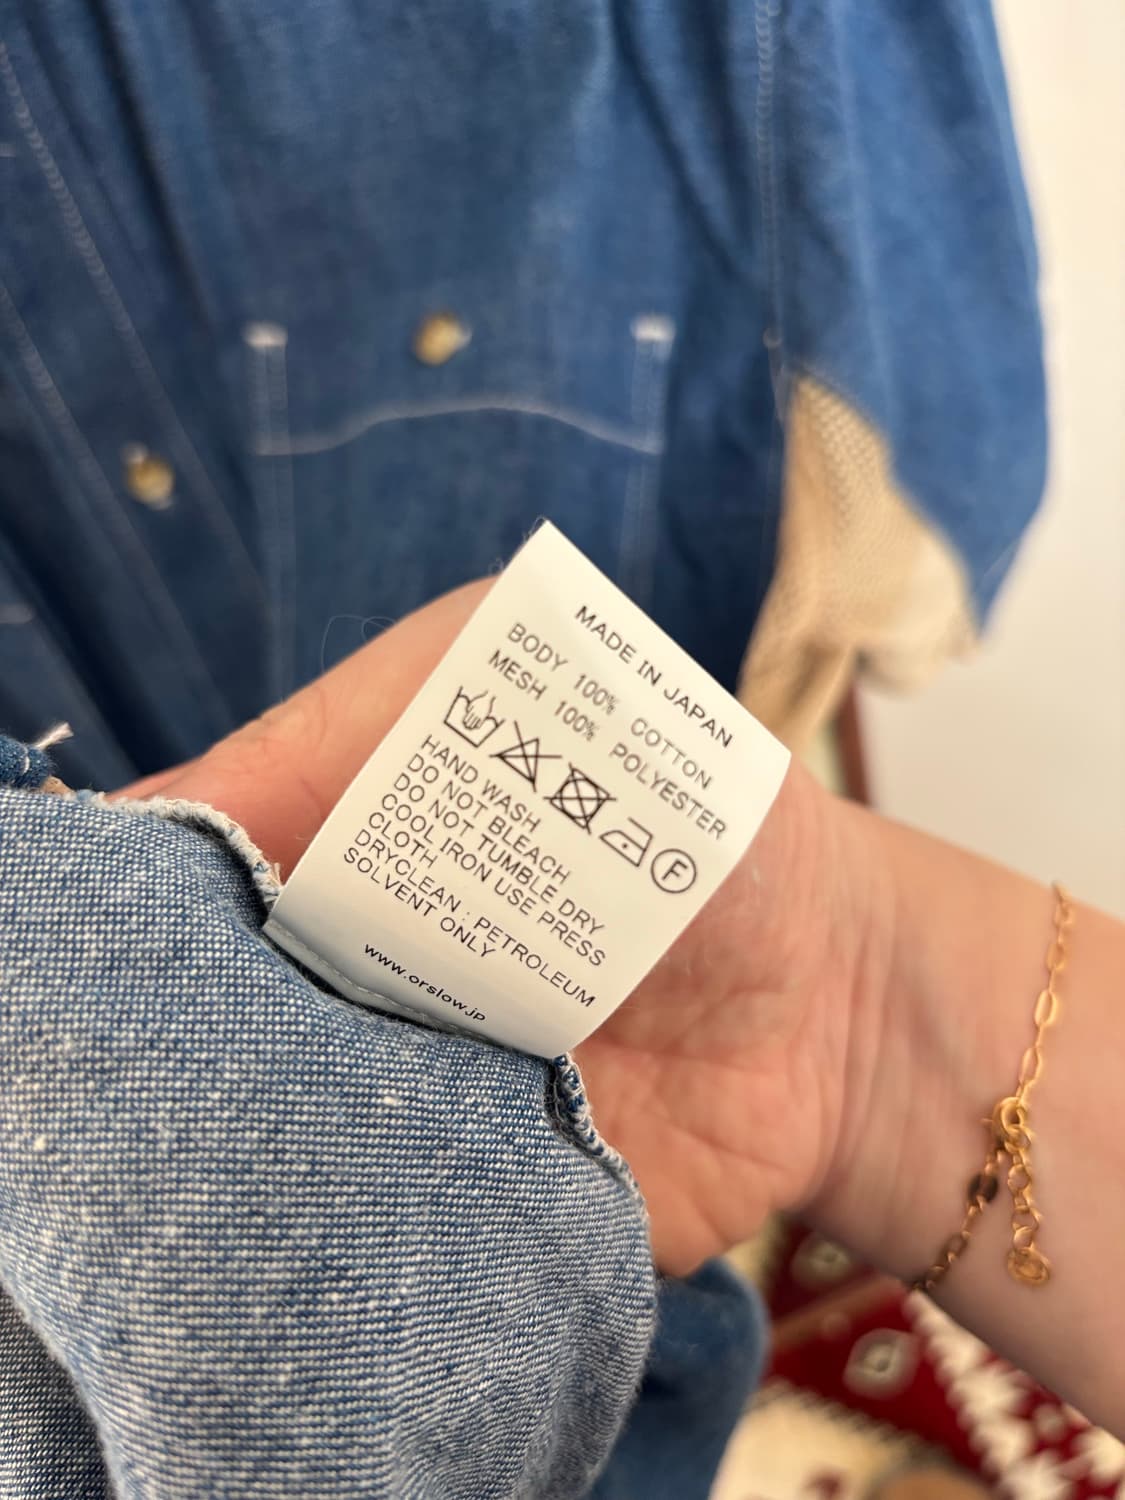 MADE IN JAPAN
BODY 100% COTTON
MESH 100% POLYESTER
F
HAND WASH
DO NOT BLEACH
DO NOT TUMBLE DRY
COOL IRON USE PRESS
CLOTH
DRYCLEAN : PETROLEUM
SOLVENT ONLY
www.orslow.jp